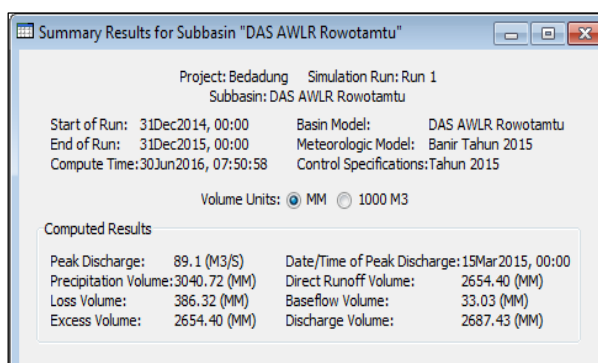 Summary Results for Subbasin "DAS AWLR Rowotamtu"
Project: Bedadung Simulation Run: Run 1
Subbasin: DAS AWLR Rowotamtu
Start of Run: 31Dec2014, 00:00 Basin Model: DAS AWLR Rowotamtu
End of Run: 31Dec2015, 00:00 Meteorologic Model: Banir Tahun 2015
Compute Time:30Jun2016, 07:50:58 Control Specifications:Tahun 2015
Volume Units: MM 1000 M3
Computed Results
Peak Discharge: 89.1 (M3/S) Date/Time of Peak Discharge:15Mar2015, 00:00
Precipitation Volume:3040.72 (MM) Direct Runoff Volume: 2654.40 (MM)
Loss Volume: 386.32 (MM) Baseflow Volume: 33.03 (MM)
Excess Volume: 2654.40 (MM) Discharge Volume: 2687.43 (MM)